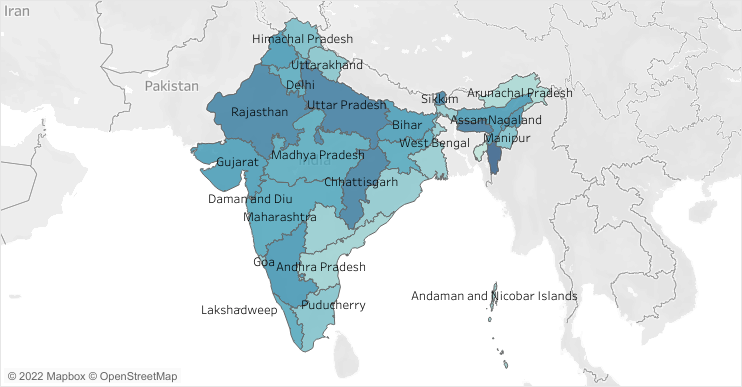 Iran
Himachal Pradesh
Uttarakhand
Pakistan
Delhi
Sikkim
Arunachal Pradesh
Rajasthan
Uttar Pradesh
Bihar
Assam
Nagaland
West Bengal
Manipur
Gujarat
Madhya Pradesh
India
Chhattisgarh
Daman and Diu
Maharashtra
Goa
Andhra Pradesh
Lakshadweep
Puducherry
Andaman and Nicobar Islands
© 2022 Mapbox © OpenStreetMap